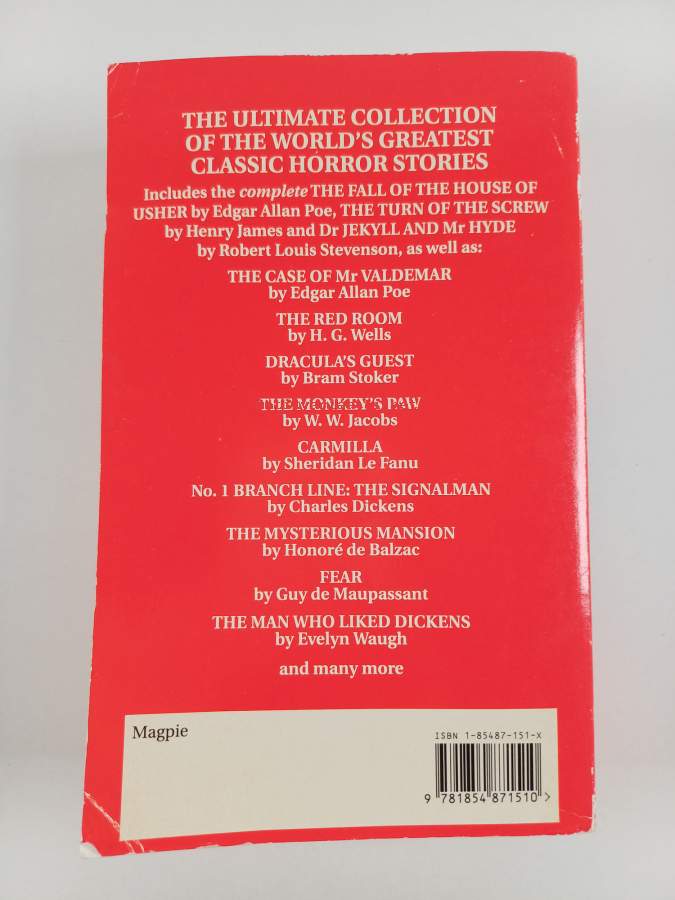 THE ULTIMATE COLLECTION
OF THE WORLD'S GREATEST
CLASSIC HORROR STORIES
Includes the complete THE FALL OF THE HOUSE OF
USHER by Edgar Allan Poe, THE TURN OF THE SCREW
by Henry James and Dr JEKYLL AND Mr HYDE
by Robert Louis Stevenson, as well as:
THE CASE OF Mr VALDEMAR
by Edgar Allan Poe
THE RED ROOM
by H. G. Wells
DRACULA'S GUEST
by Bram Stoker
THE MONKEY'S PAW
by W. W. Jacobs
CARMILLA
by Sheridan Le Fanu
No. 1 BRANCH LINE: THE SIGNALMAN
by Charles Dickens
THE MYSTERIOUS MANSION
by Honoré de Balzac
FEAR
by Guy de Maupassant
THE MAN WHO LIKED DICKENS
by Evelyn Waugh
and many more
Magpie
ISBN 1-85487-151-X
9 781854 871510 >